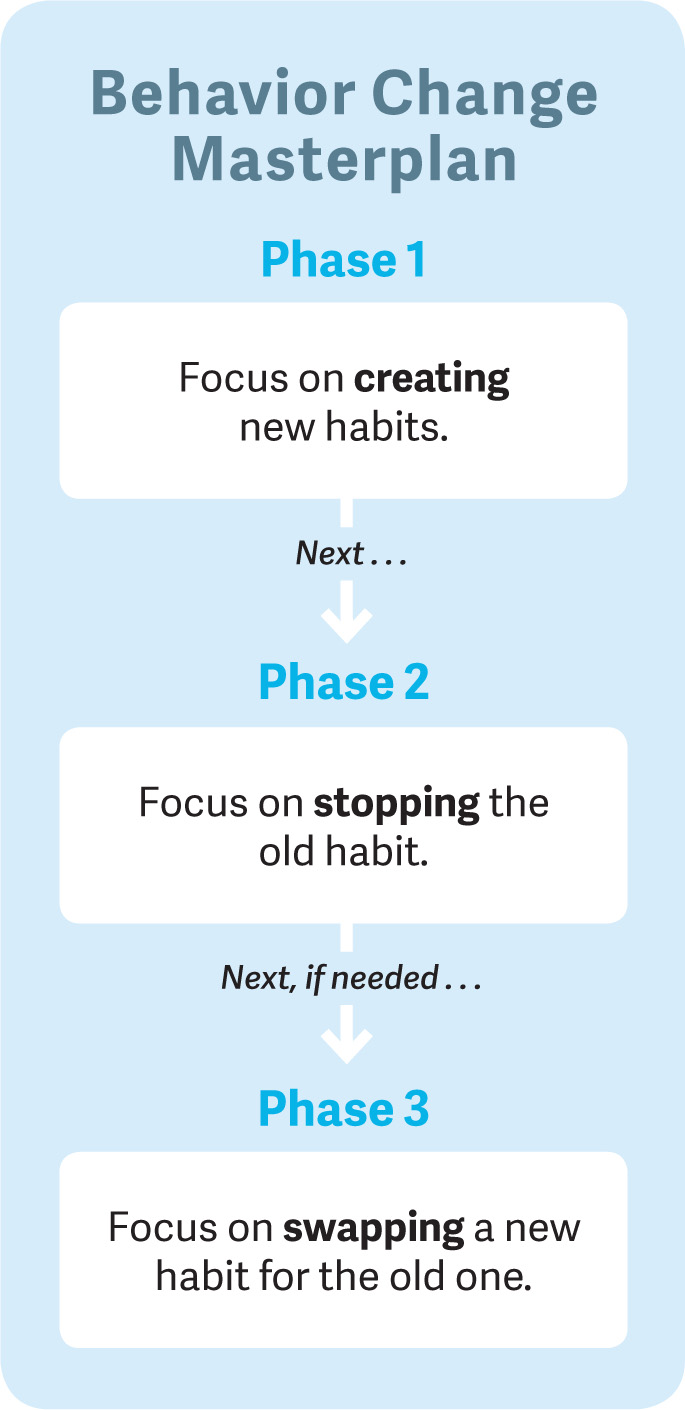 Behavior Change
Masterplan
Phase 1
Focus on creating
new habits.
Next . . .
Phase 2
Focus on stopping the
old habit.
Next, if needed . . .
Phase 3
Focus on swapping a new
habit for the old one.